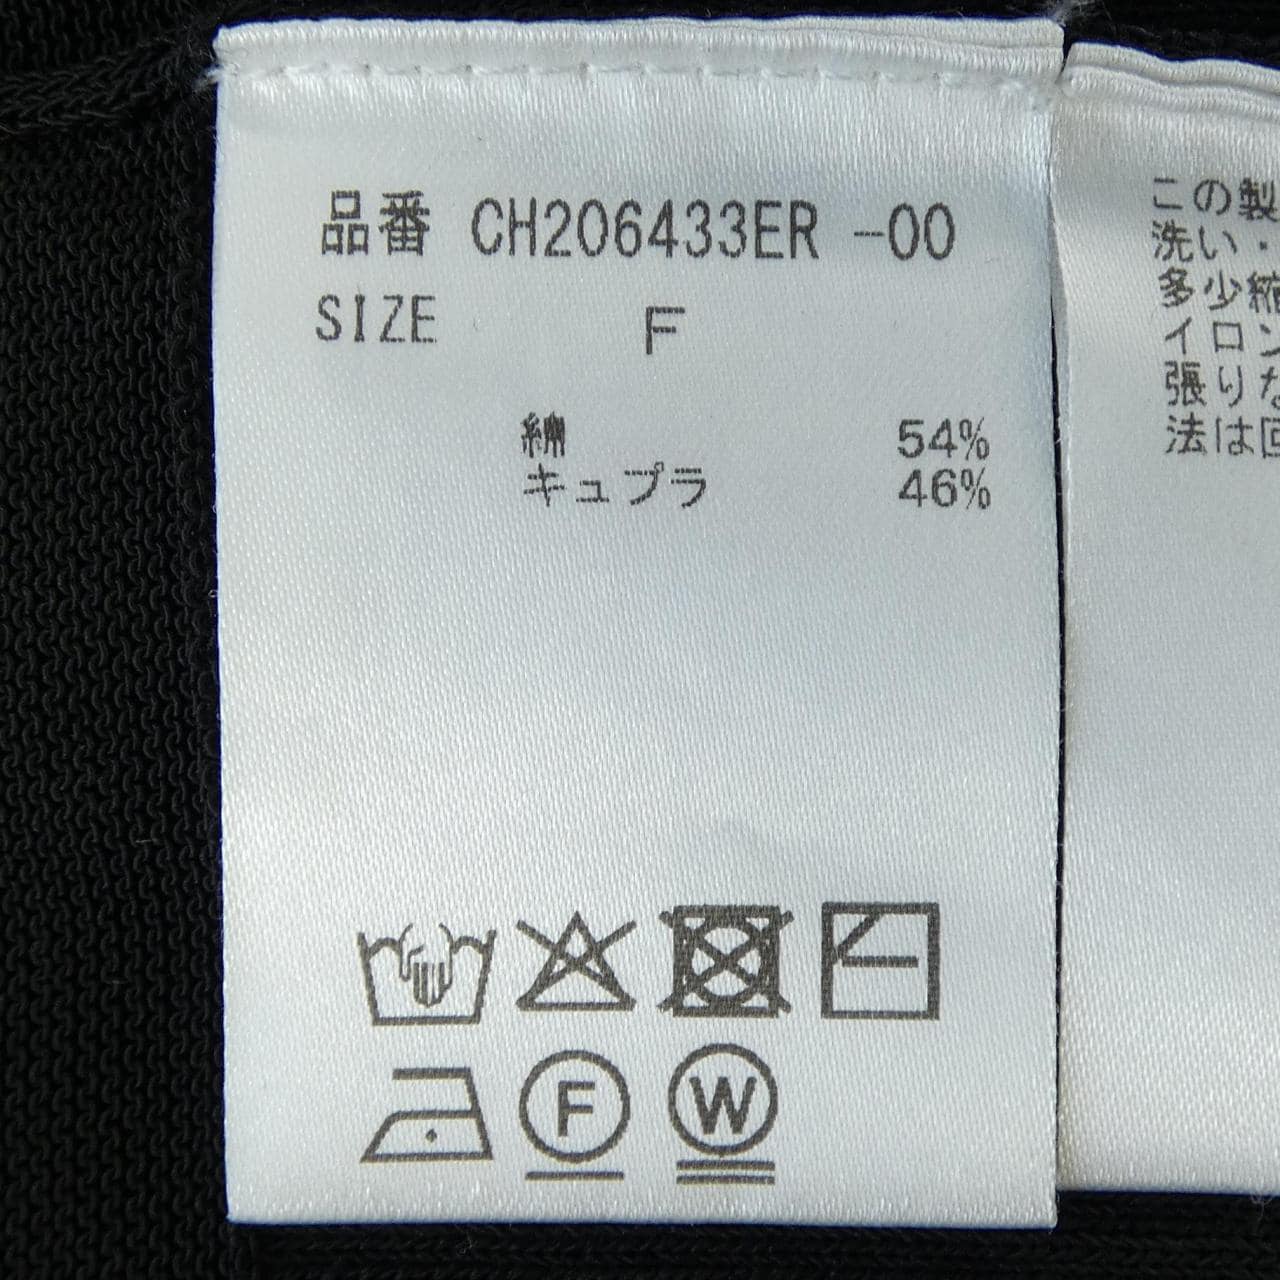 品番 CH206433ER -00
SIZE F
綿 54%
キュプラ 46%
F
W
この製
洗い・
多少縮
イロン
張りな
法は回